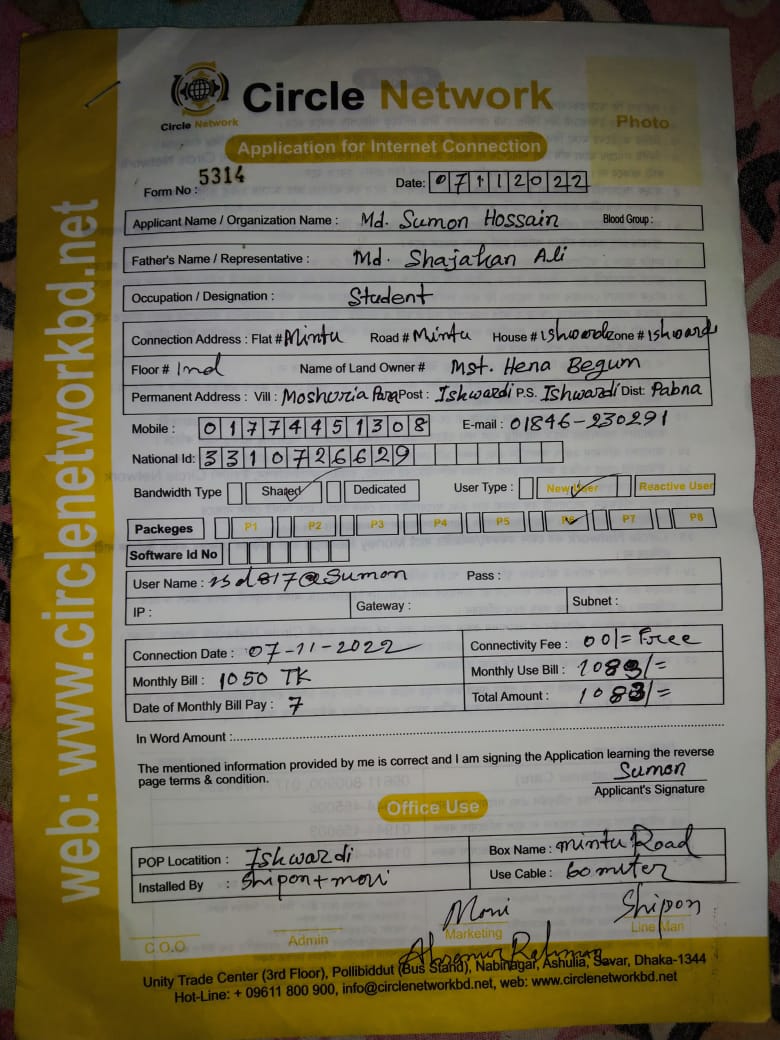 Circle Network
Circle Network
Photo
Application for Internet Connection
Form No : 5314
Date: 07112022
Applicant Name / Organization Name : Md. Sumon Hossain Blood Group :
Father's Name / Representative : Md. Shajahan Ali
Occupation / Designation : Student
Connection Address : Flat # Mintu Road # Mintu House # Ishwardi Zone # Ishwardi
Floor # Name of Land Owner # Mst. Hena Begum
Permanent Address : Vill : Moshuria Para Post : Ishwardi P.S. Ishwardi Dist: Pabna
Mobile : 01774451308 E-mail : 01846-230291
National Id: 3310726629
Bandwidth Type Shared Dedicated User Type : New User Reactive User
Packeges P1 P2 P3 P4 P5 P6 P7 P8
Software Id No
User Name : Pass :
IP : Gateway : Subnet :
Connection Date : 07-11-2022 Connectivity Fee : 00/= Free
Monthly Bill : 1050 TK Monthly Use Bill : 1083/=
Date of Monthly Bill Pay : 7 Total Amount : 1083/=
In Word Amount :
The mentioned information provided by me is correct and I am signing the Application learning the reverse
page terms & condition.
Sumon
Applicant's Signature
Office Use
POP Locatition : Ishwardi Box Name : mintu Road
Installed By : Shipon + moni Use Cable : 60 miter
Moni Shipon
C.O.O Admin Marketing Line Man
Unity Trade Center (3rd Floor), Pollibiddut (Bus Stand), Nabinagar, Ashulia, Savar, Dhaka-1344
Hot-Line: + 09611 800 900, info@circlenetworkbd.net, web: www.circlenetworkbd.net
web: www.circlenetworkbd.net